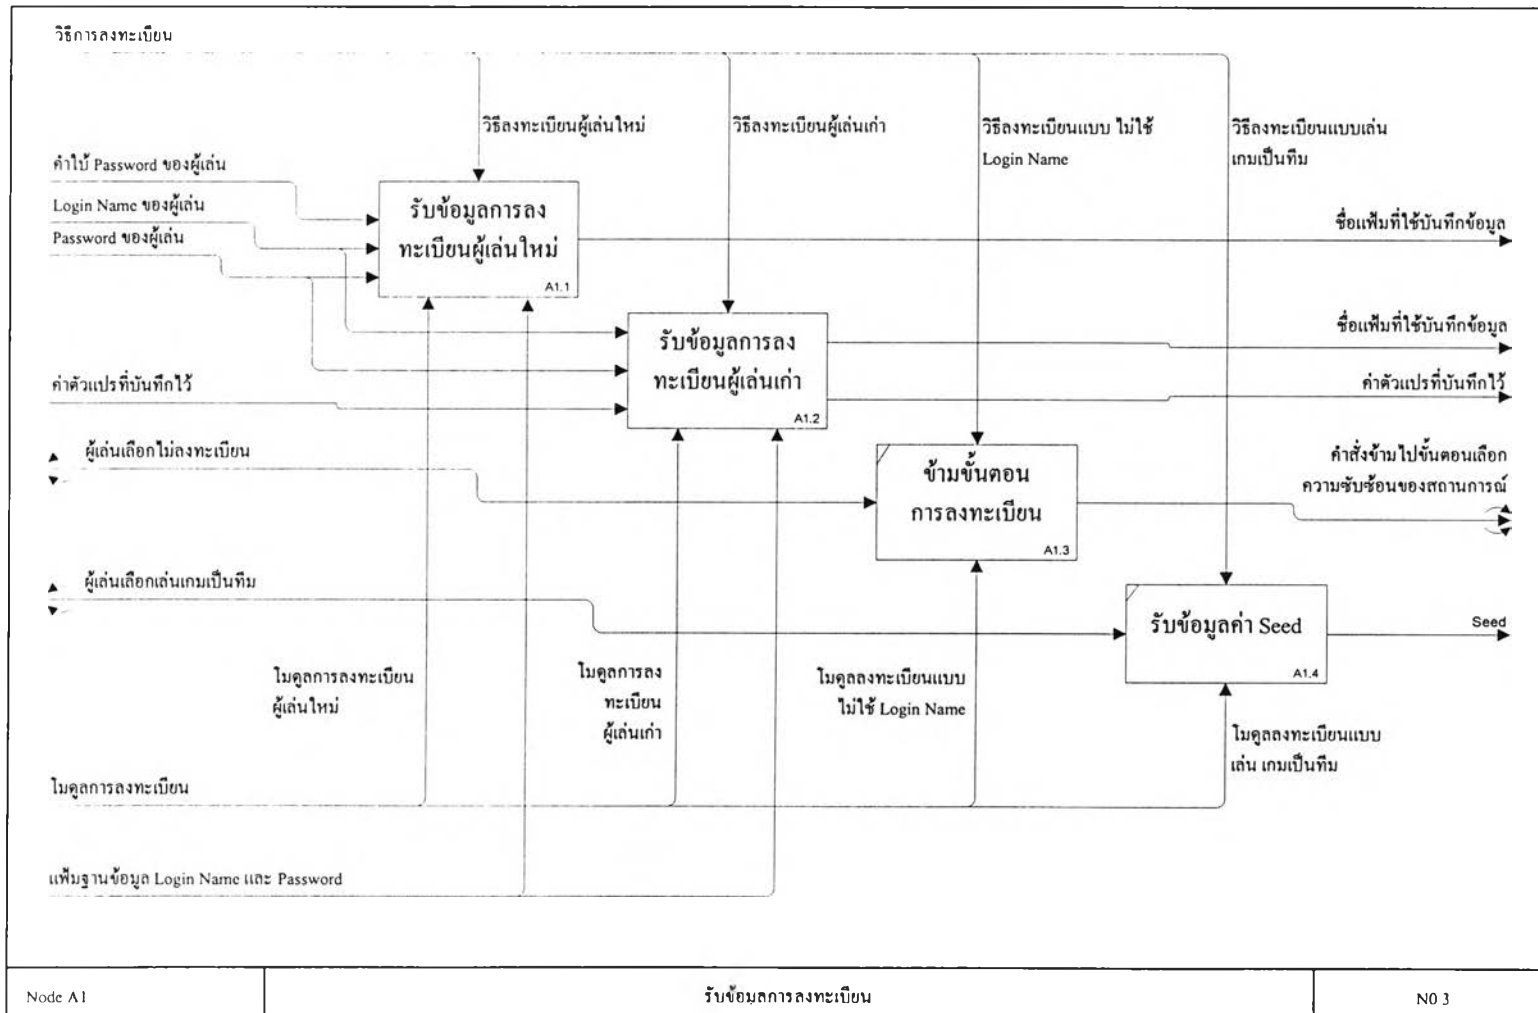 วิธีการลงทะเบียน
วิธีลงทะเบียนผู้เล่นใหม่
วิธีลงทะเบียนผู้เล่นเก่า
วิธีลงทะเบียนแบบ ไม่ใช้
Login Name
วิธีลงทะเบียนแบบเล่น
เกมเป็นทีม
คำใบ้ Password ของผู้เล่น
Login Name ของผู้เล่น
Password ของผู้เล่น
รับข้อมูลการลง
ทะเบียนผู้เล่นใหม่
A1.1
ชื่อแฟ้มที่ใช้บันทึกข้อมูล
รับข้อมูลการลง
ทะเบียนผู้เล่นเก่า
A1.2
ชื่อแฟ้มที่ใช้บันทึกข้อมูล
ค่าตัวแปรที่บันทึกไว้
ค่าตัวแปรที่บันทึกไว้
ผู้เล่นเลือกไม่ลงทะเบียน
ข้ามขั้นตอน
การลงทะเบียน
A1.3
คำสั่งข้ามไปขั้นตอนเลือก
ความซับซ้อนของสถานการณ์
ผู้เล่นเลือกเล่นเกมเป็นทีม
รับข้อมูลค่า Seed
A1.4
Seed
โมดูลการลงทะเบียน
ผู้เล่นใหม่
โมดูลการลง
ทะเบียน
ผู้เล่นเก่า
โมดูลลงทะเบียนแบบ
ไม่ใช้ Login Name
โมดูลลงทะเบียนแบบ
เล่น เกมเป็นทีม
โมดูลการลงทะเบียน
แฟ้มฐานข้อมูล Login Name และ Password
Node A1
รับข้อมูลการลงทะเบียน
N0 3